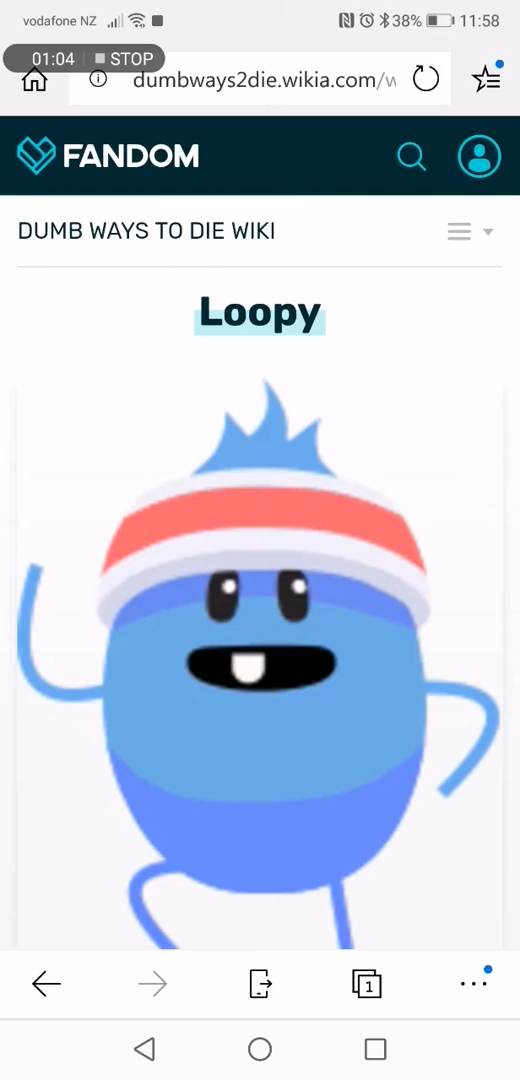 vodafone NZ 38% 11:58
01:04 STOP
dumbways2die.wikia.com/w
FANDOM
DUMB WAYS TO DIE WIKI
Loopy
1